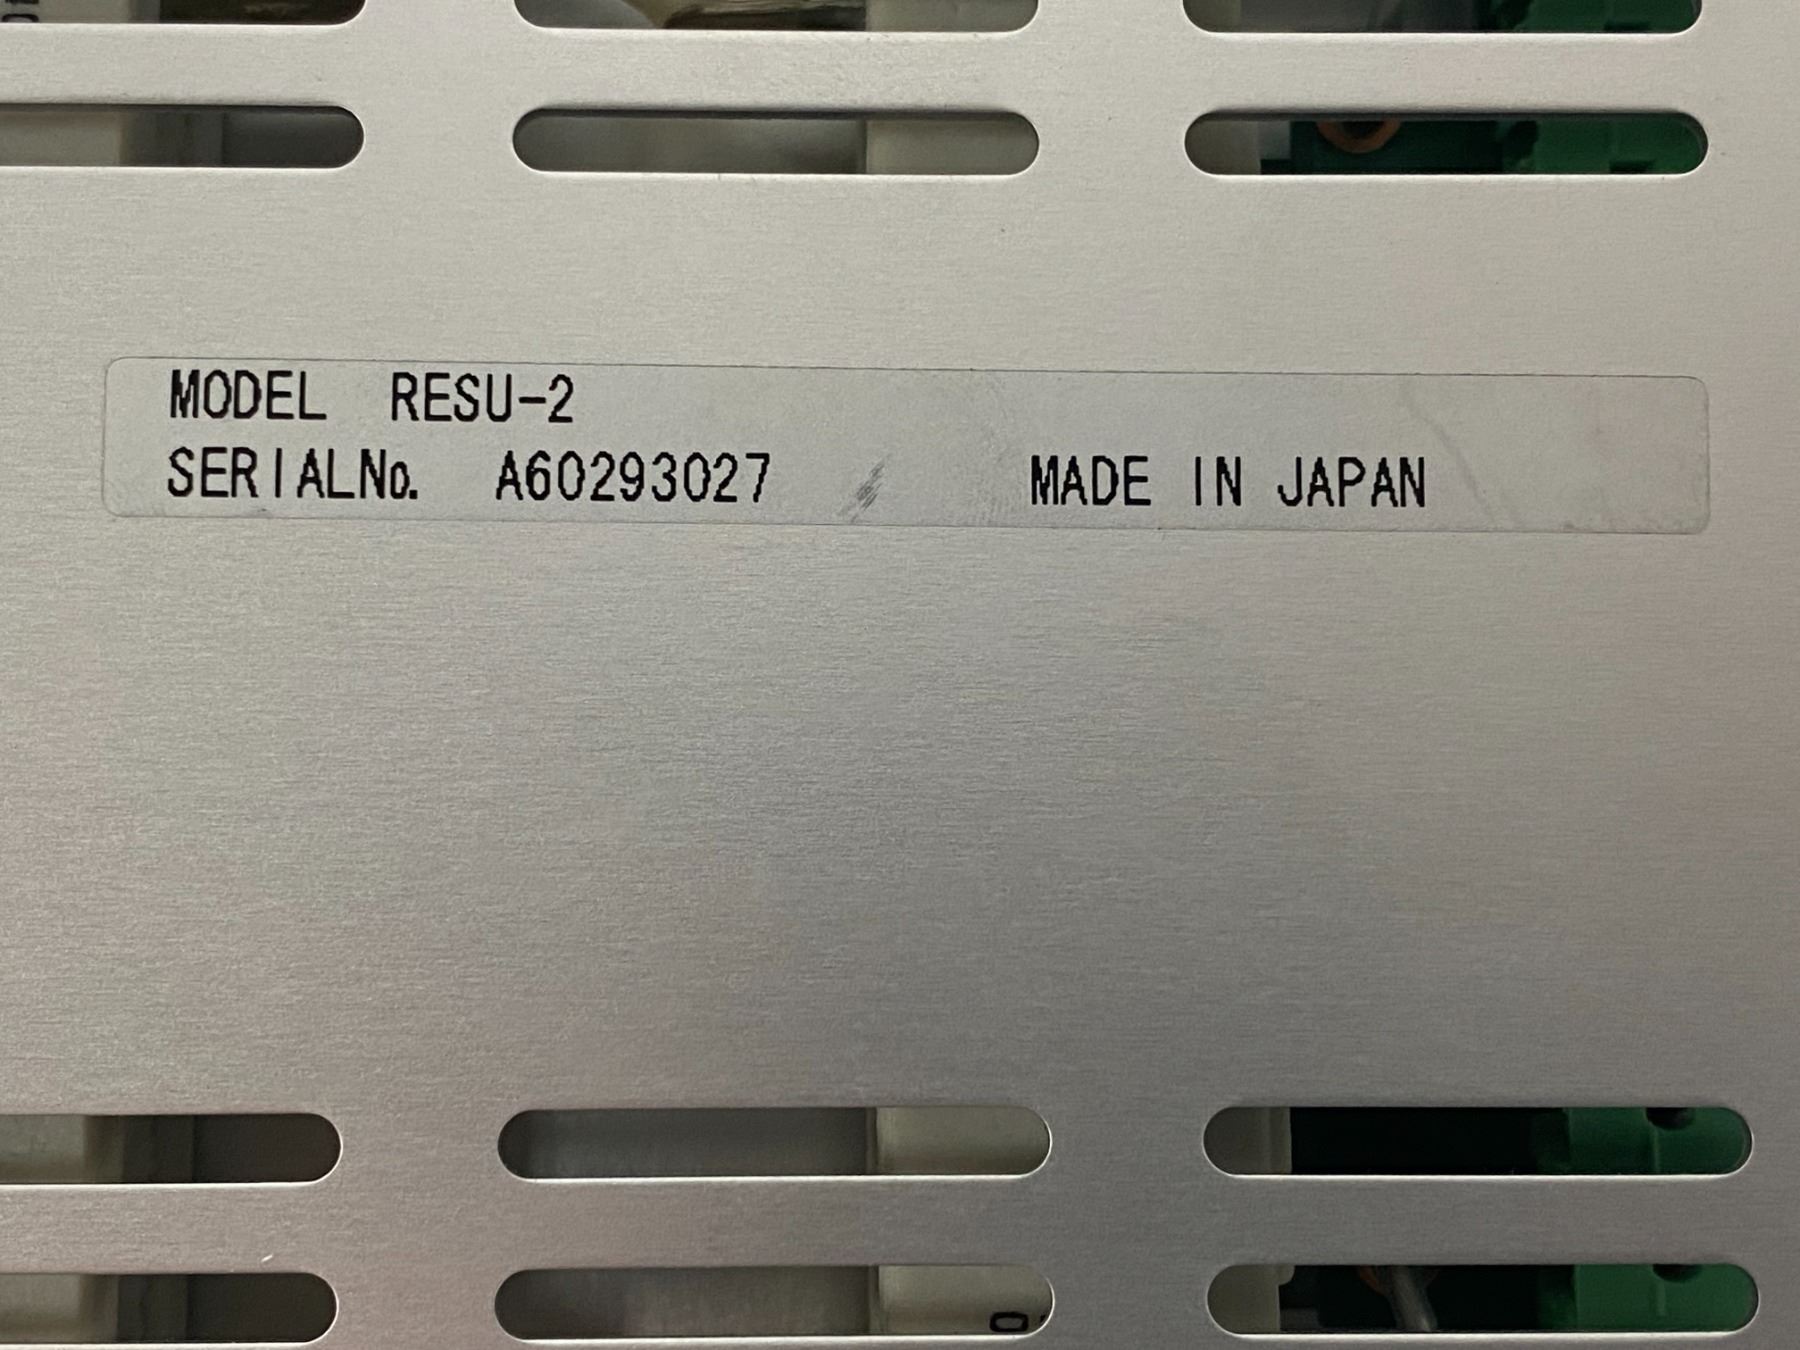 MODEL RESU-2
SERIALNo. A60293027 MADE IN JAPAN